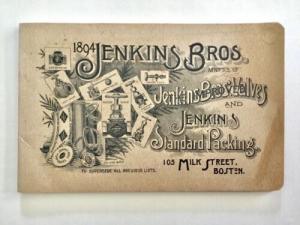 1894 JENKINS BROS.
MNFRS OF
Jenkins Bros' Valves
AND
JENKINS
Standard Packing.
105 MILK STREET,
BOSTON.
TO SUPERSEDE ALL PREVIOUS LISTS.